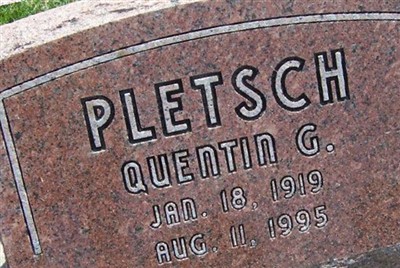 PLETSCH
QUENTIN G.
JAN. 18, 1919
AUG. 11, 1995